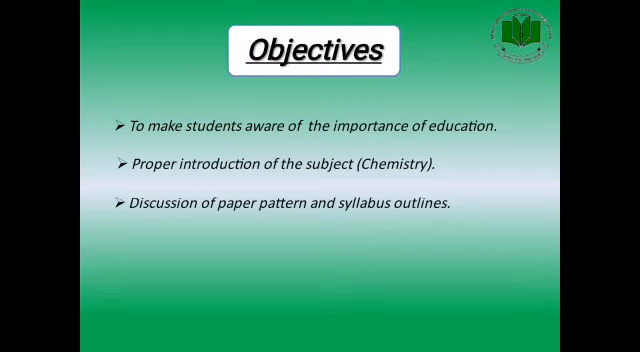 Objectives
➢ To make students aware of the importance of education.
➢ Proper introduction of the subject (Chemistry).
➢ Discussion of paper pattern and syllabus outlines.